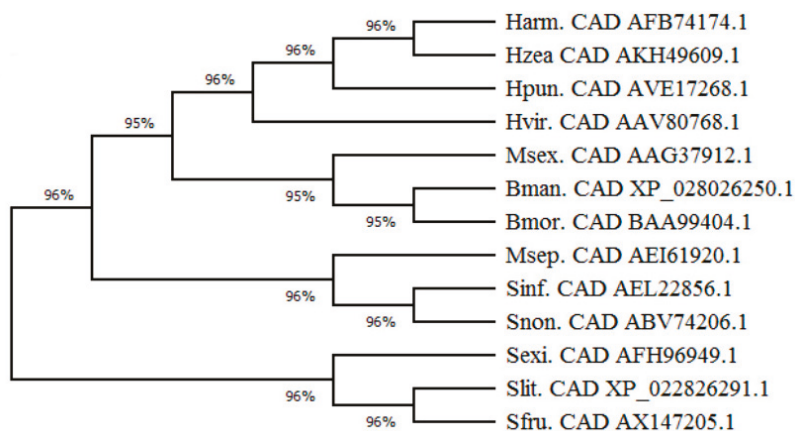 96%
Harm. CAD AFB74174.1
96%
Hzea CAD AKH49609.1
96%
Hpun. CAD AVE17268.1
95%
Hvir. CAD AAV80768.1
Msex. CAD AAG37912.1
96%
95%
Bman. CAD XP_028026250.1
95%
Bmor. CAD BAA99404.1
Msep. CAD AEI61920.1
96%
Sinf. CAD AEL22856.1
96%
Snon. CAD ABV74206.1
Sexi. CAD AFH96949.1
96%
Slit. CAD XP_022826291.1
96%
Sfru. CAD AX147205.1